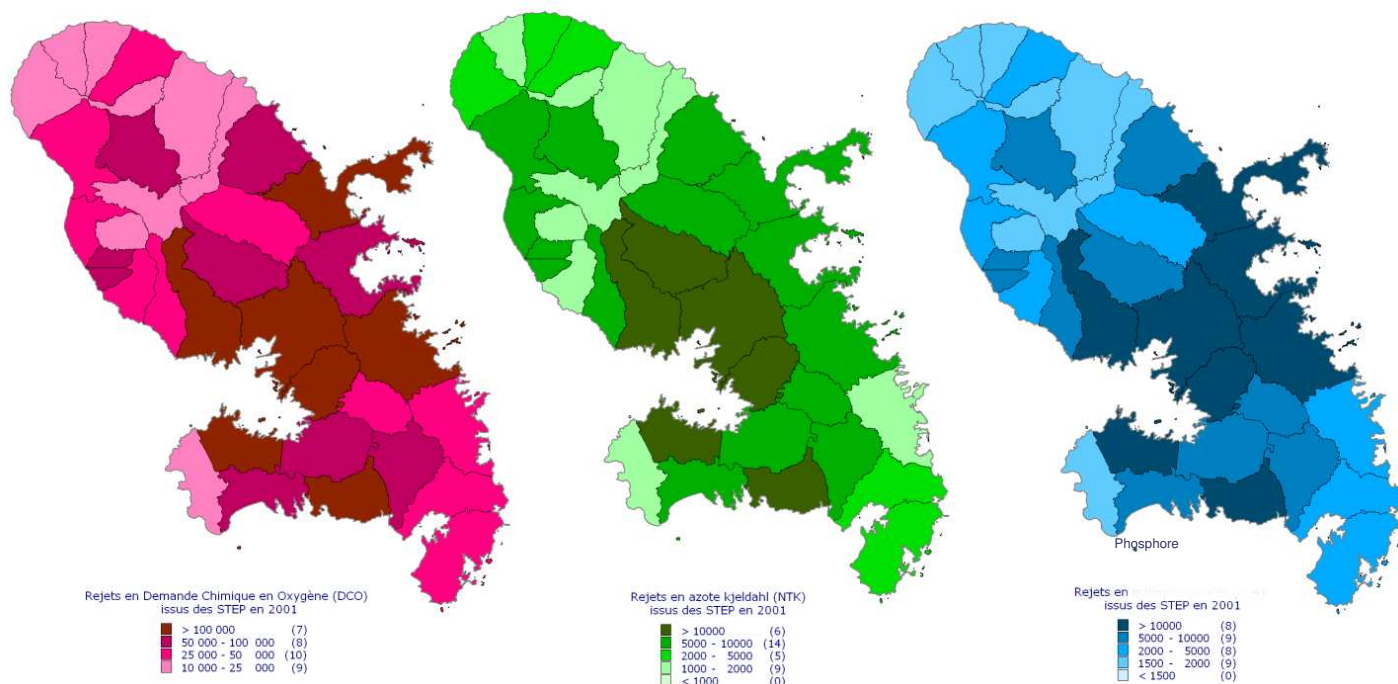 Rejets en Demande Chimique en Oxygène (DCO)
issus des STEP en 2001
> 100 000 (7)
50 000 - 100 000 (8)
25 000 - 50 000 (10)
10 000 - 25 000 (9)
Rejets en azote kjeldahl (NTK)
issus des STEP en 2001
> 10000 (6)
5000 - 10000 (14)
2000 - 5000 (5)
1000 - 2000 (9)
< 1000 (0)
Phosphore
Rejets en
issus des STEP en 2001
> 10000 (8)
5000 - 10000 (9)
2000 - 5000 (8)
1500 - 2000 (9)
< 1500 (0)